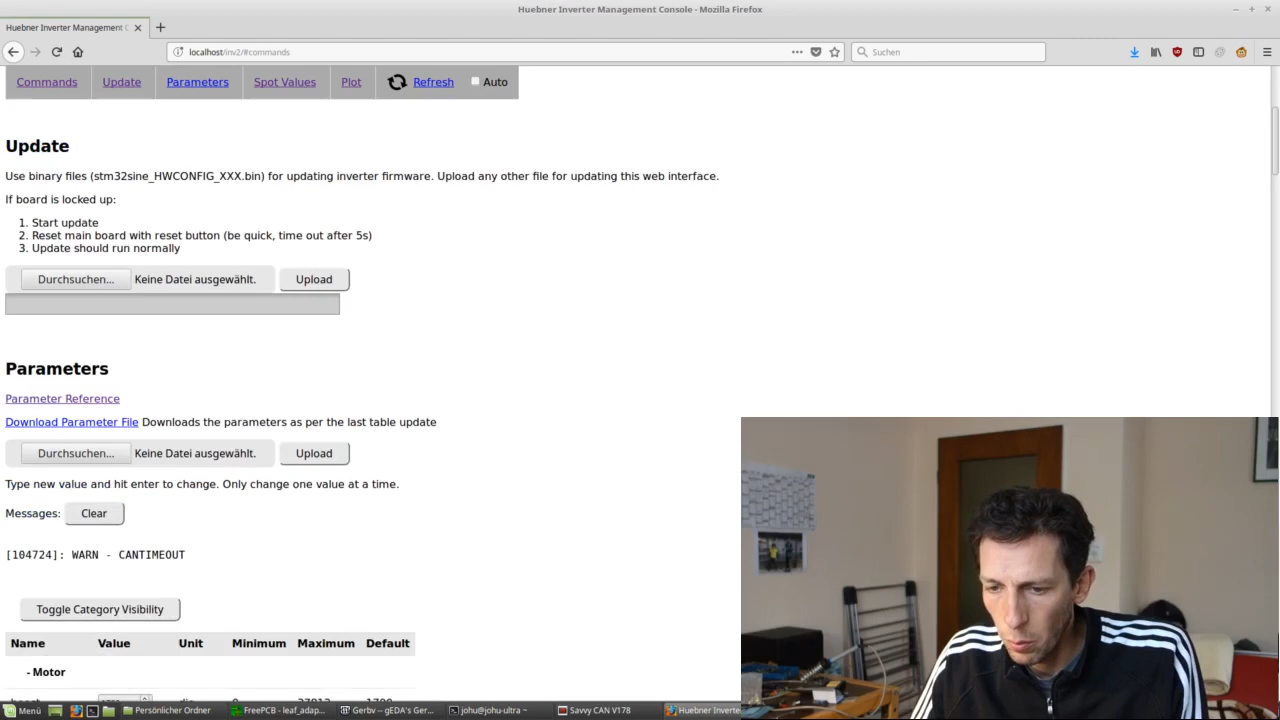 Huebner Inverter Management Console - Mozilla Firefox
Huebner Inverter Management C
localhost/inv2/#commands
Suchen
Commands Update Parameters Spot Values Plot Refresh Auto
Update
Use binary files (stm32sine_HWCONFIG_XXX.bin) for updating inverter firmware. Upload any other file for updating this web interface.
If board is locked up:
1. Start update
2. Reset main board with reset button (be quick, time out after 5s)
3. Update should run normally
Durchsuchen... Keine Datei ausgewählt. Upload
Parameters
Parameter Reference
Download Parameter File Downloads the parameters as per the last table update
Durchsuchen... Keine Datei ausgewählt. Upload
Type new value and hit enter to change. Only change one value at a time.
Messages: Clear
[104724]: WARN - CANTIMEOUT
Toggle Category Visibility
Name Value Unit Minimum Maximum Default
- Motor
Menü Persönlicher Ordner FreePCB - leaf_adap... Gerbv -- gEDA's Ger... johu@johu-ultra ~ Savvy CAN V178 Huebner Inverte